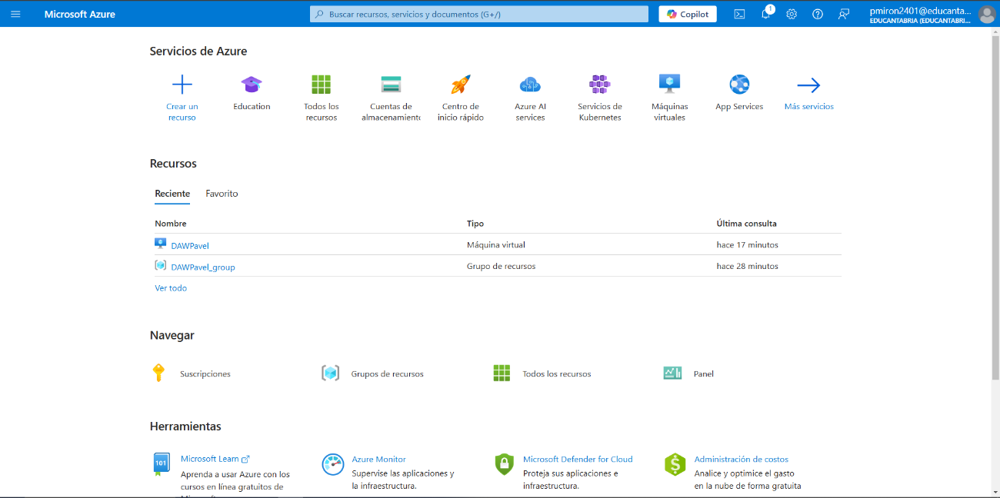 Microsoft Azure
Buscar recursos, servicios y documentos (G+/)
Copilot
1
pmiron2401@educanta...
EDUCANTABRIA (EDUCANTABRI...
Servicios de Azure
Crear un recurso
Education
Todos los recursos
Cuentas de almacenamiento
Centro de inicio rápido
Azure AI services
Servicios de Kubernetes
Máquinas virtuales
App Services
Más servicios
Recursos
Reciente Favorito
Nombre Tipo Última consulta
DAWPavel Máquina virtual hace 17 minutos
DAWPavel_group Grupo de recursos hace 28 minutos
Ver todo
Navegar
Suscripciones Grupos de recursos Todos los recursos Panel
Herramientas
101
Microsoft Learn
Aprenda a usar Azure con los
cursos en línea gratuitos de
Azure Monitor
Supervise las aplicaciones y
la infraestructura.
Microsoft Defender for Cloud
Proteja sus aplicaciones e
infraestructura.
Administración de costos
Analice y optimice el gasto
en la nube de forma gratuita